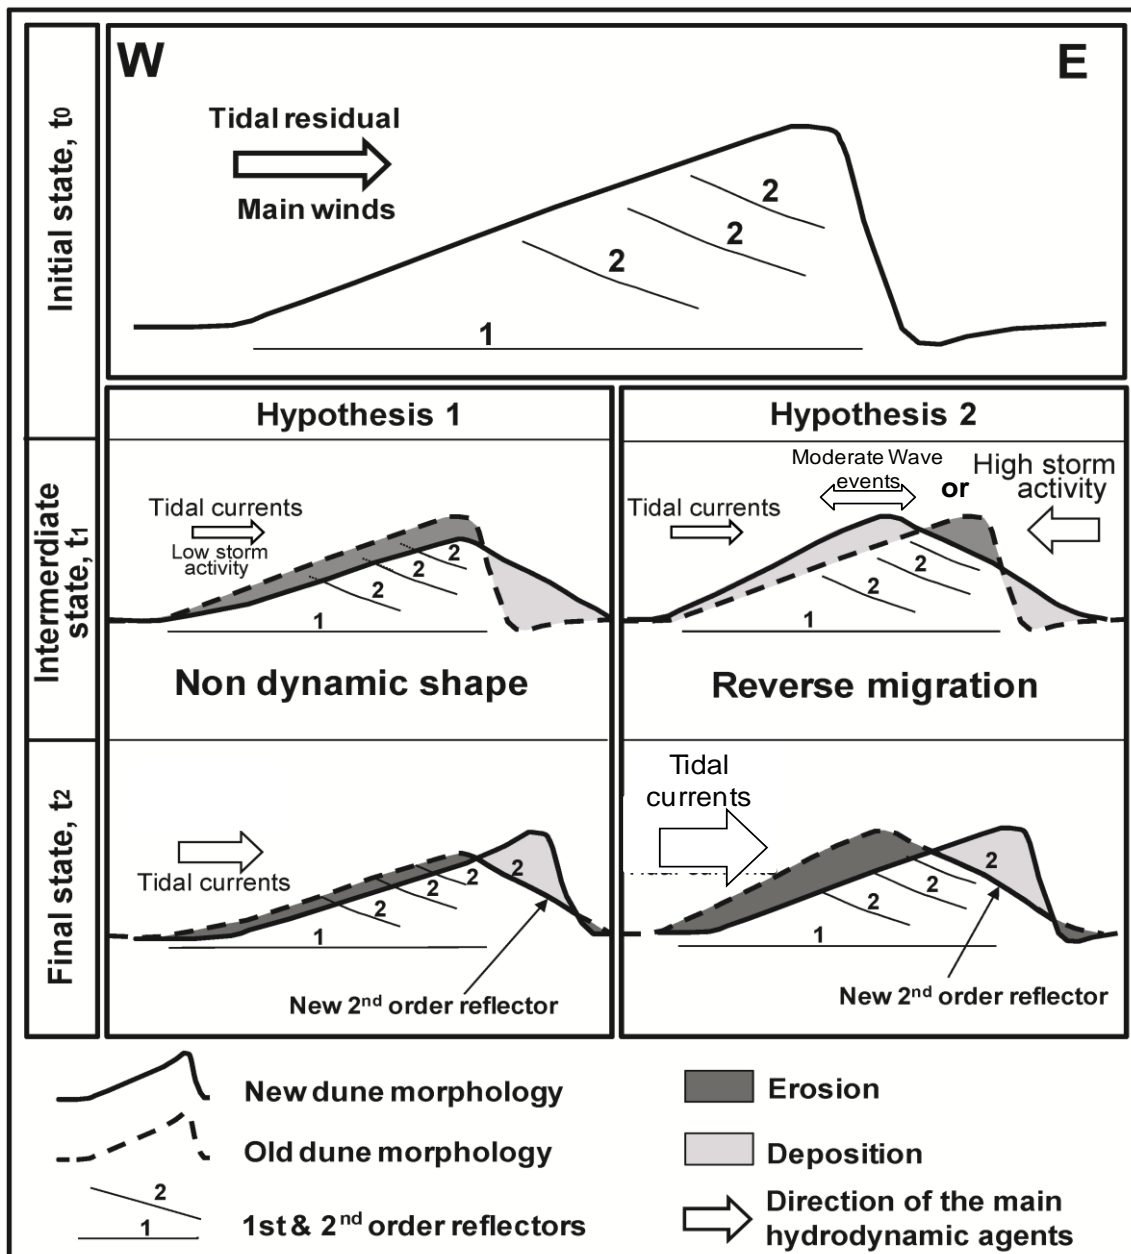 W
E
Initial state, t0
Tidal residual
Main winds
2
2
2
1
Hypothesis 1
Hypothesis 2
Intermerdiate
state, t1
Tidal currents
Low storm
activity
2
2
2
1
Non dynamic shape
Moderate Wave
events
or
High storm
activity
Tidal currents
2
2
2
1
Reverse migration
Final state, t2
Tidal currents
2
2
2
2
1
New 2nd order reflector
Tidal
currents
2
2
2
1
New 2nd order reflector
New dune morphology
Old dune morphology
2
1
1st & 2nd order reflectors
Erosion
Deposition
Direction of the main
hydrodynamic agents